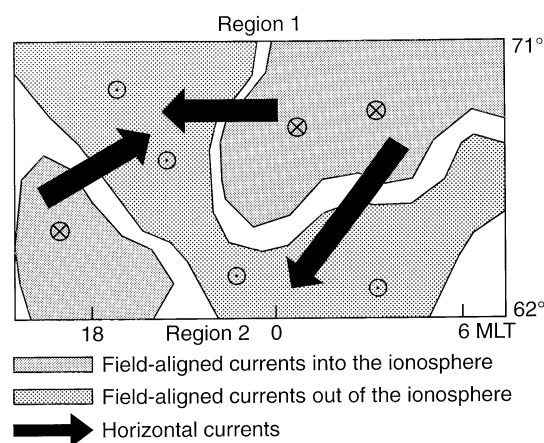 Region 1
71°
62°
18 Region 2 0 6 MLT
Field-aligned currents into the ionosphere
Field-aligned currents out of the ionosphere
Horizontal currents